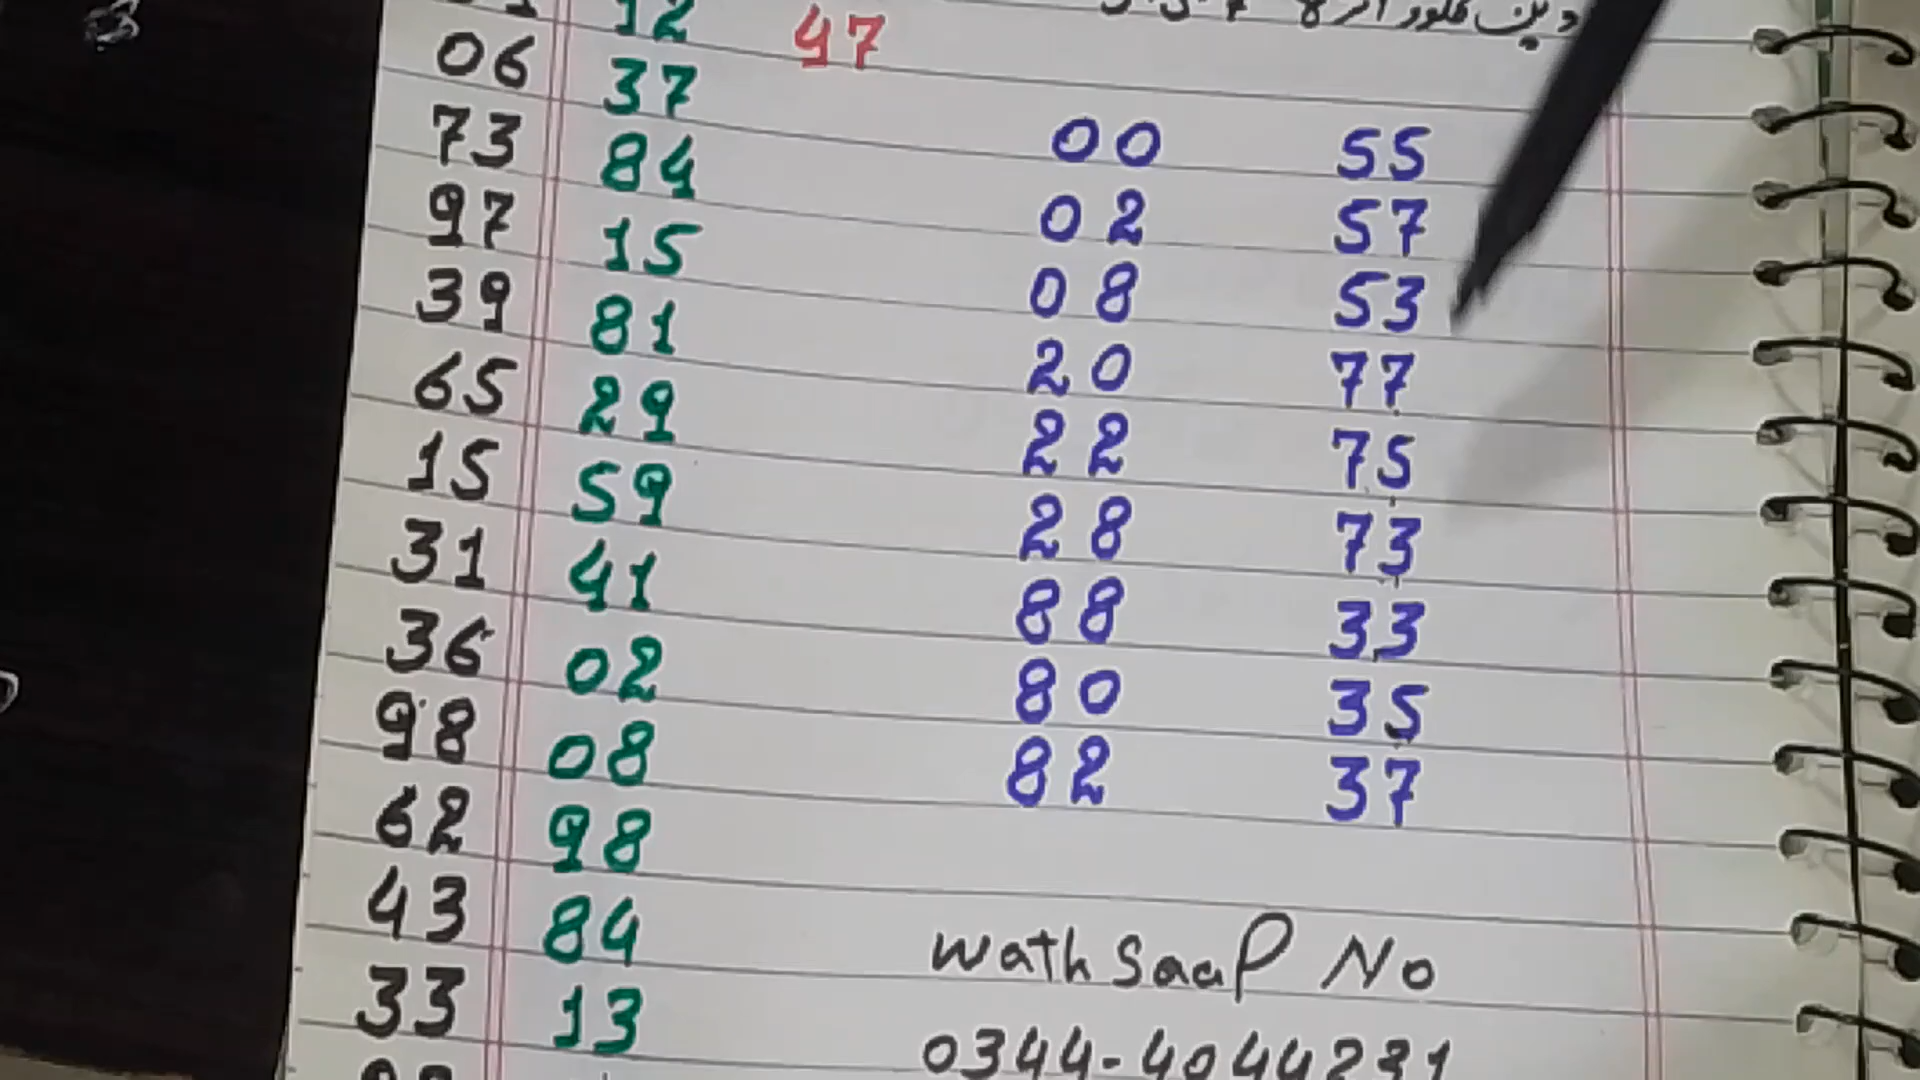 12 47
06 37
73 84 00 55
97 15 02 57
39 81 08 53
65 29 20 77
15 59 22 75
31 41 28 73
36 02 88 33
98 08 80 35
62 98 82 37
43 84 wathsaap No
33 13 0344-4044231